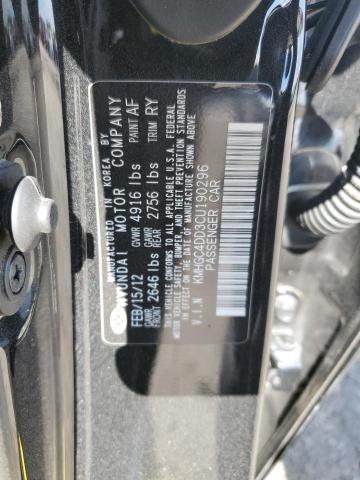 MANUFACTURED IN KOREA BY
HYUNDAI MOTOR COMPANY
FEB/15/12 GVWR 4916 lbs PAINT AF
GAWR FRONT 2646 lbs GAWR REAR 2756 lbs TRIM RY
THIS VEHICLE CONFORMS TO ALL APPLICABLE U.S.A. FEDERAL
MOTOR VEHICLE SAFETY, BUMPER, AND THEFT PREVENTION STANDARDS
IN EFFECT ON THE DATE OF MANUFACTURE SHOWN ABOVE
V.I.N KMHGC4DD3CU190296
PASSENGER CAR